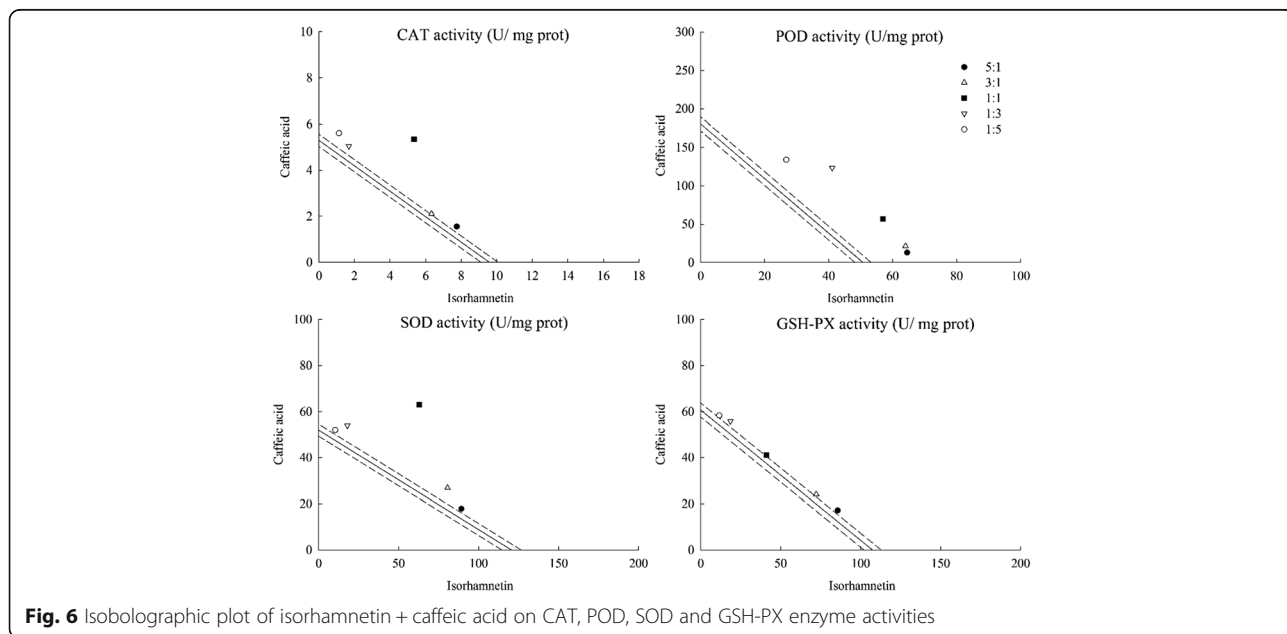 CAT activity (U/ mg prot)
10
8
6
4
2
0
Caffeic acid
0 2 4 6 8 10 12 14 16 18
Isorhamnetin
POD activity (U/mg prot)
300
250
200
150
100
50
0
Caffeic acid
0 20 40 60 80 100
Isorhamnetin
5:1
3:1
1:1
1:3
1:5
SOD activity (U/mg prot)
100
80
60
40
20
0
Caffeic acid
0 50 100 150 200
Isorhamnetin
GSH-PX activity (U/ mg prot)
100
80
60
40
20
0
Caffeic acid
0 50 100 150 200
Isorhamnetin
Fig. 6 Isobolographic plot of isorhamnetin + caffeic acid on CAT, POD, SOD and GSH-PX enzyme activities